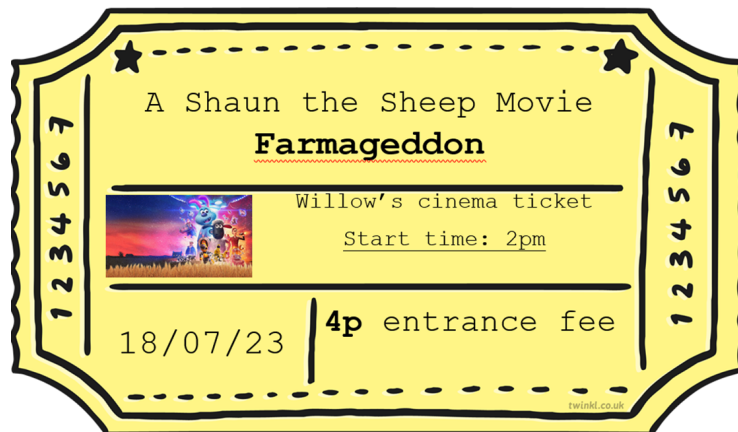 A Shaun the Sheep Movie
Farmageddon
1234567
Willow's cinema ticket
Start time: 2pm
1234567
18/07/23
4p entrance fee
twinkl.co.uk